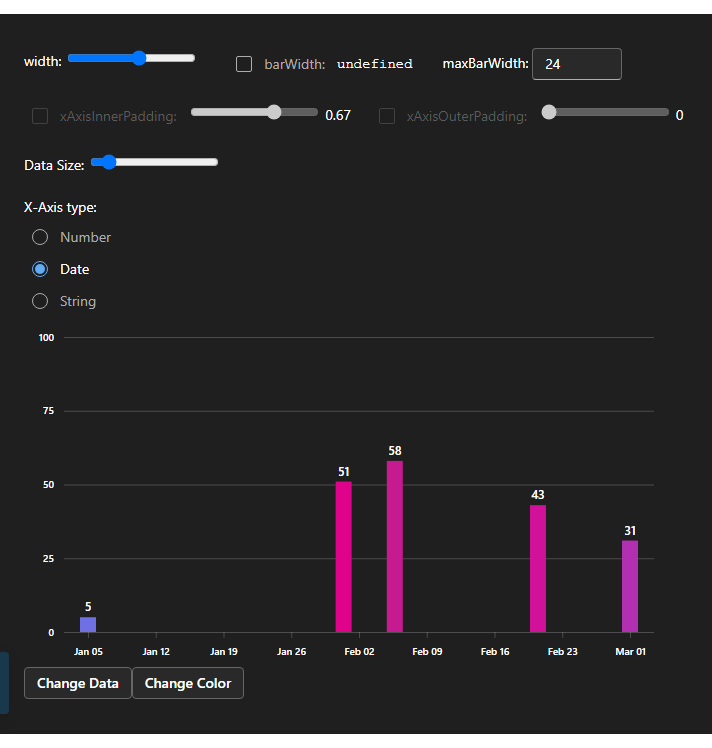 width: barWidth: undefined maxBarWidth: 24
xAxisInnerPadding: 0.67 xAxisOuterPadding: 0
Data Size:
X-Axis type:
Number
Date
String
100
75
58
51
50
43
31
25
5
0
Jan 05 Jan 12 Jan 19 Jan 26 Feb 02 Feb 09 Feb 16 Feb 23 Mar 01
Change Data Change Color